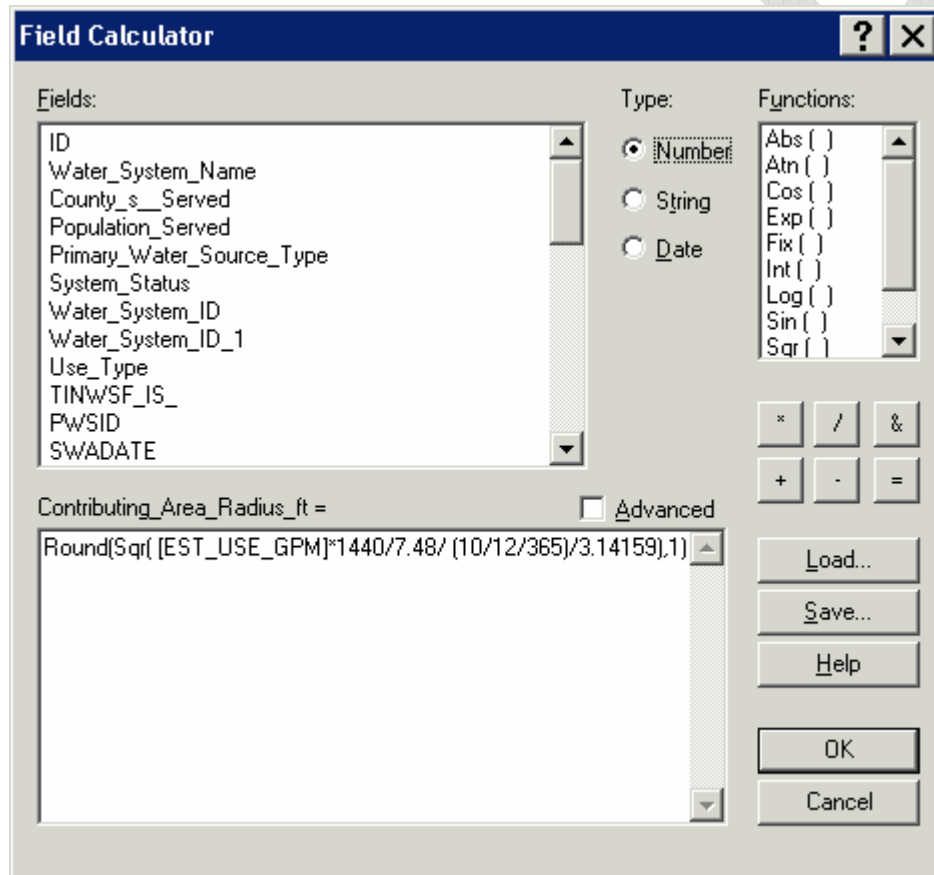 Field Calculator
? X
Fields:
ID
Water_System_Name
County_s__Served
Population_Served
Primary_Water_Source_Type
System_Status
Water_System_ID
Water_System_ID_1
Use_Type
TINWSF_IS_
PWSID
SWADATE
Type:
Number
String
Date
Functions:
Abs ( )
Atn ( )
Cos ( )
Exp ( )
Fix ( )
Int ( )
Log ( )
Sin ( )
Sqr ( )
* / &
+ - =
Contributing_Area_Radius_ft =
Advanced
Round(Sqr( [EST_USE_GPM]*1440/7.48/ (10/12/365)/3.14159),1)
Load...
Save...
Help
OK
Cancel